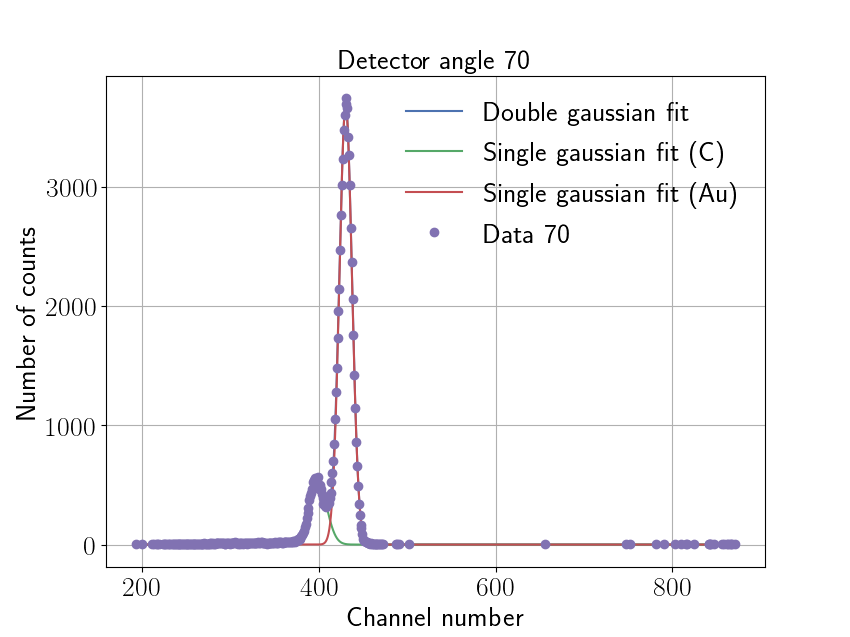 Detector angle 70
Double gaussian fit
Single gaussian fit (C)
Single gaussian fit (Au)
Data 70
Number of counts
3000
2000
1000
0
200 400 600 800
Channel number